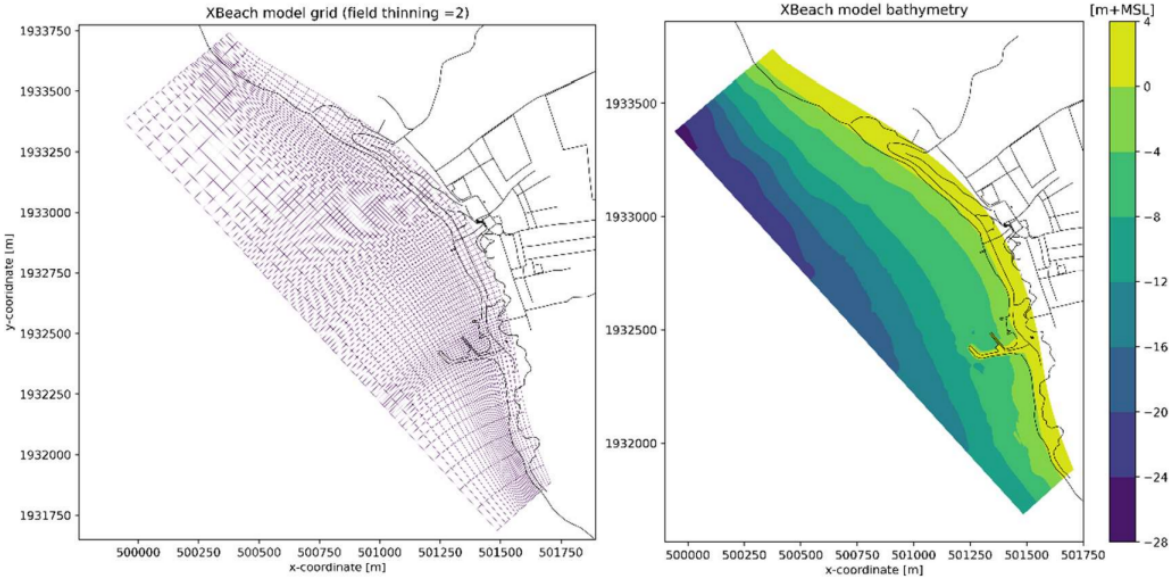 XBeach model grid (field thinning =2)
1933750
1933500
1933250
1933000
1932750
1932500
1932250
1932000
1931750
y-cooridnate [m]
500000 500250 500500 500750 501000 501250 501500 501750
x-coordinate [m]
XBeach model bathymetry
[m+MSL]
1933500
1933000
1932500
1932000
500000 500250 500500 500750 501000 501250 501500 501750
x-coordinate [m]
4
0
−4
−8
−12
−16
−20
−24
−28